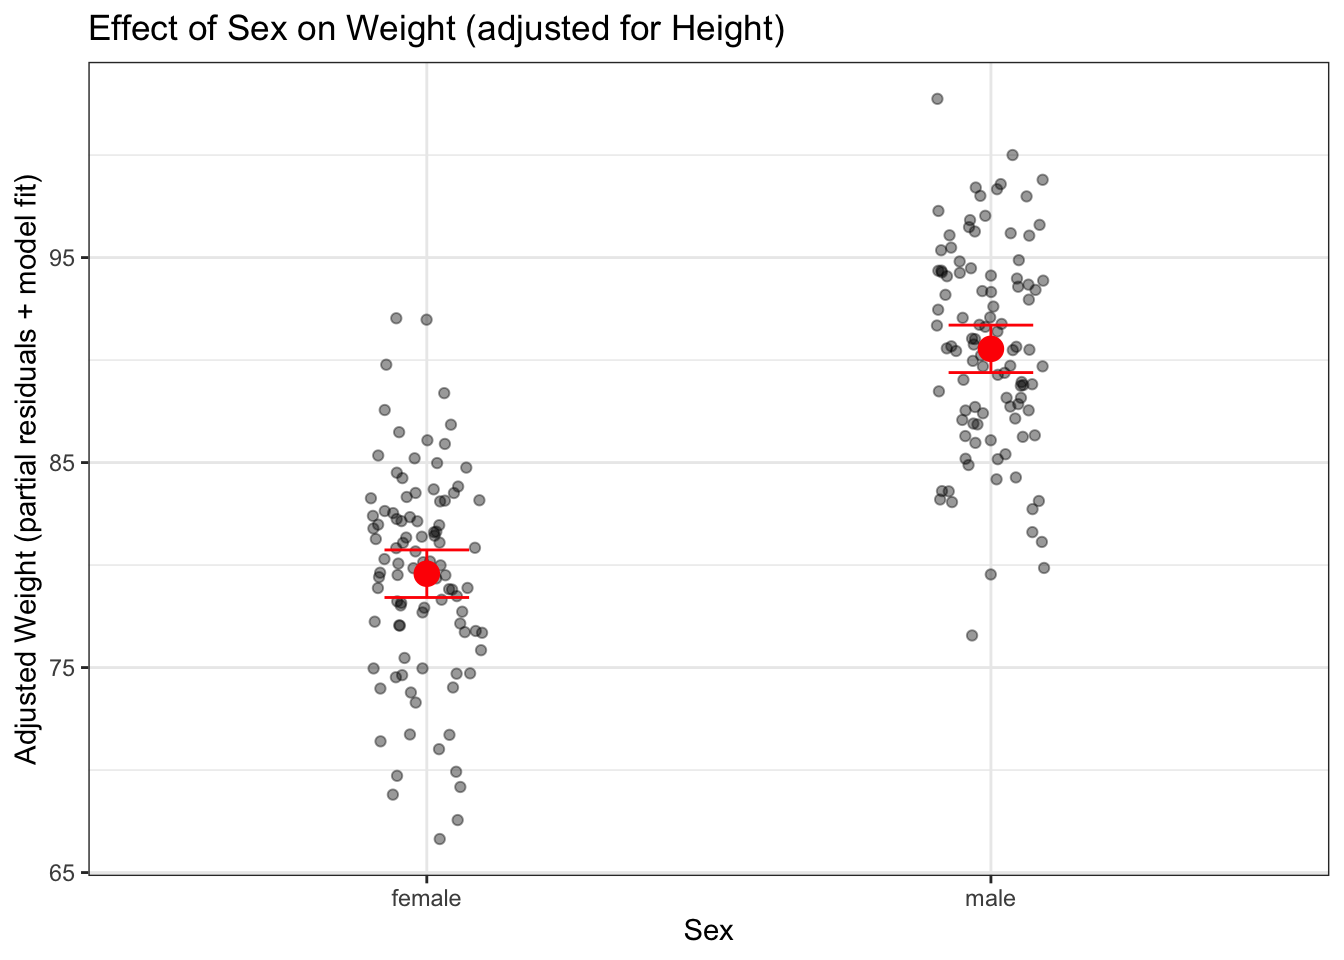 Effect of Sex on Weight (adjusted for Height)
Adjusted Weight (partial residuals + model fit)
95
85
75
65
female
male
Sex